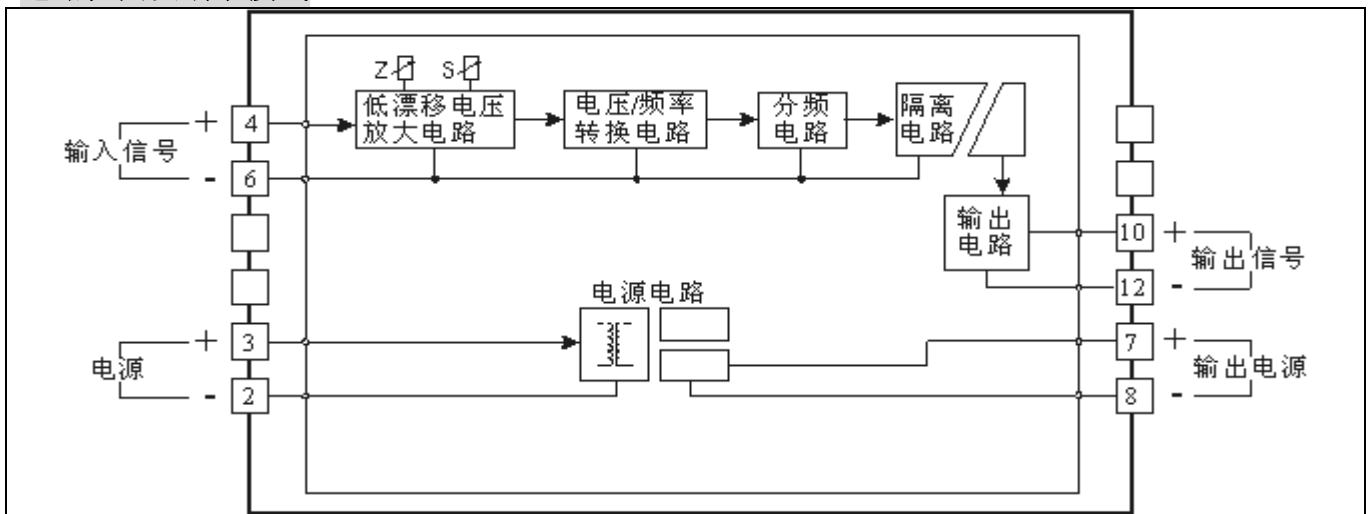 Z S
低漂移电压
放大电路
电压/频率
转换电路
分频
电路
隔离
电路
+ 4
输入信号
- 6
输出
电路
10 +
输出信号
12 -
电源电路
+ 3
电源
- 2
7 +
输出电源
8 -